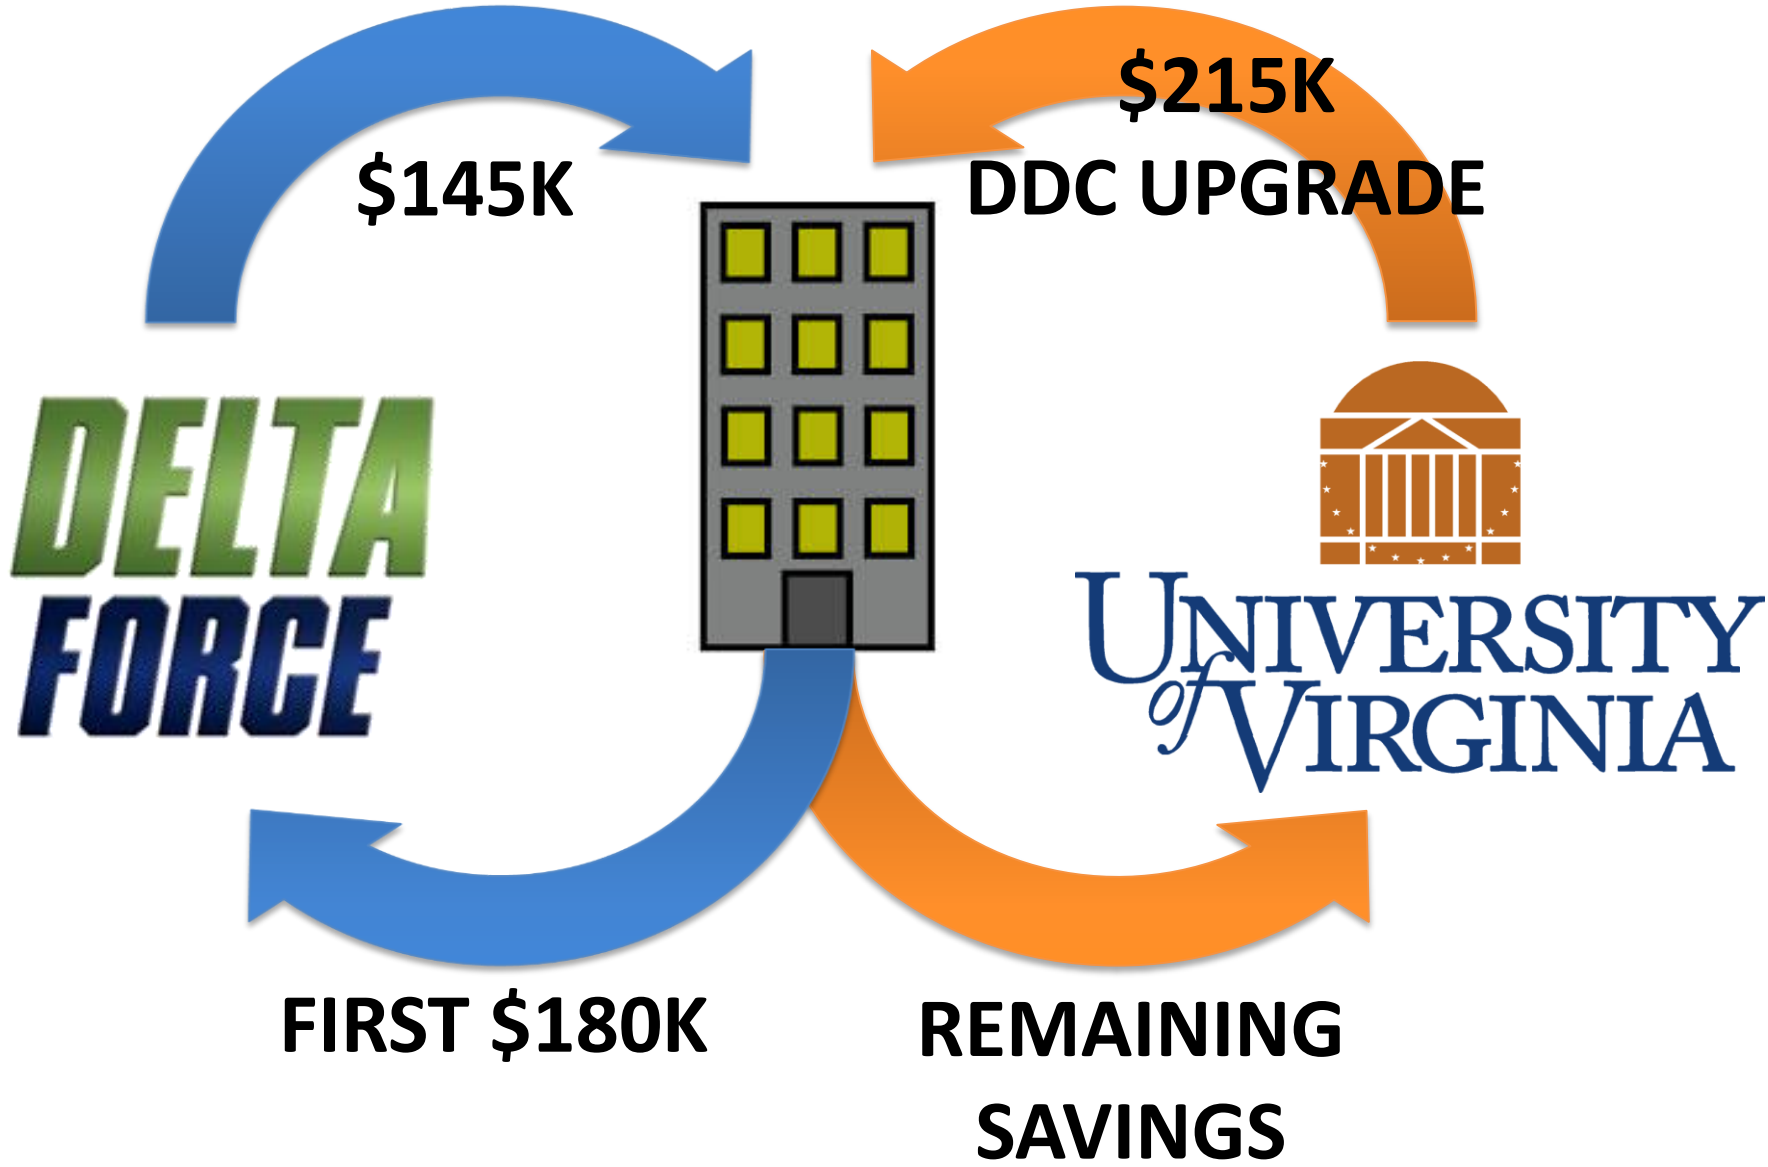 $215K
$145K
DDC UPGRADE
DELTA
FORCE
UNIVERSITY
of VIRGINIA
FIRST $180K
REMAINING
SAVINGS